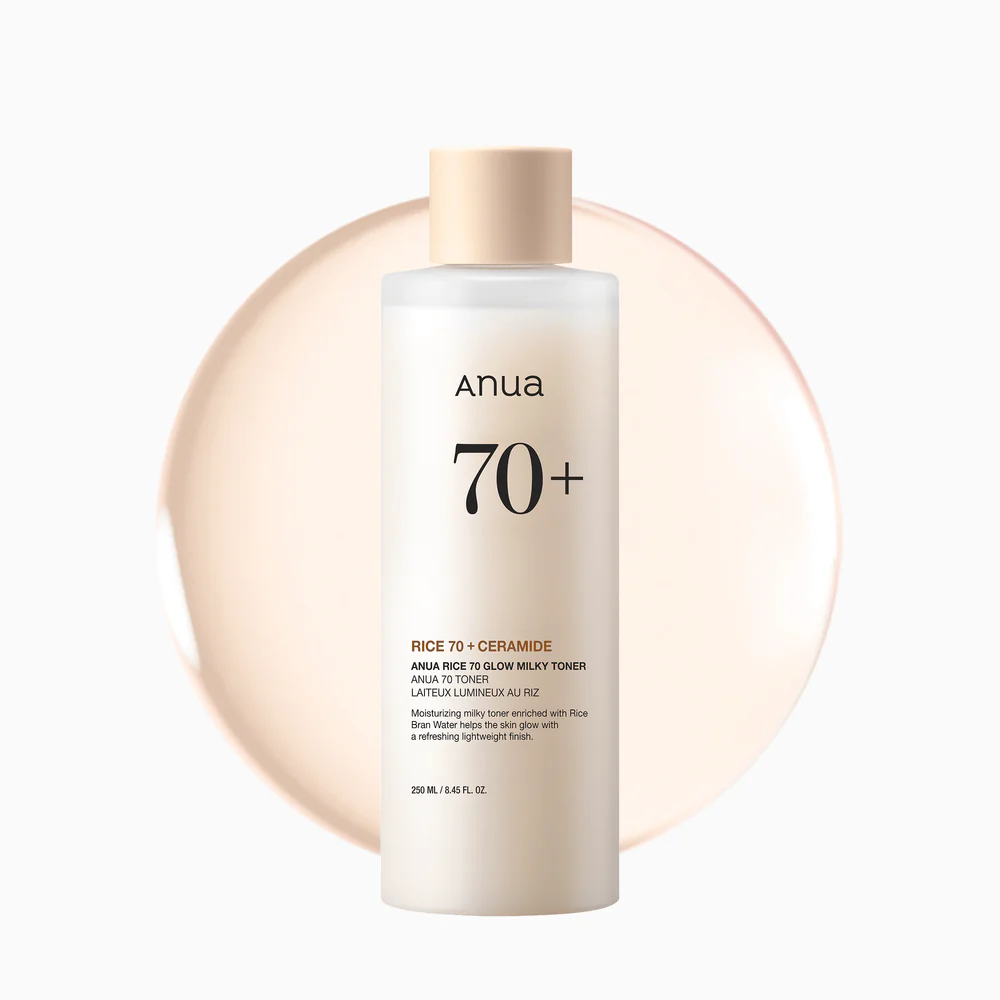 Anua
70+
RICE 70 + CERAMIDE
ANUA RICE 70 GLOW MILKY TONER
ANUA 70 TONER
LAITEUX LUMINEUX AU RIZ
Moisturizing milky toner enriched with Rice
Bran Water helps the skin glow with
a refreshing lightweight finish.
250 ML / 8.45 FL. OZ.